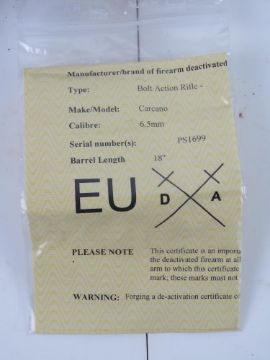 Manufacturer/brand of firearm deactivated
Type: Bolt Action Rifle -
Make/Model: Carcano
Calibre: 6.5mm
Serial number(s): PS1699
Barrel Length 18"
EU D A
PLEASE NOTE This certificate is an importa
the deactivated firearm at all
arm to which this certificate
mark; these marks must not
WARNING: Forging a de-activation certificate co